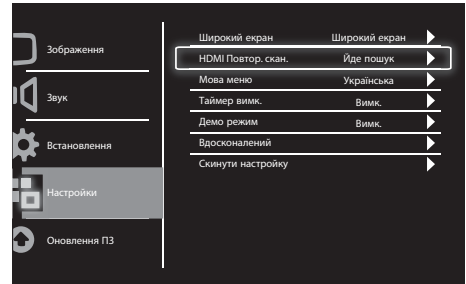 Зображення
Звук
Встановлення
Настройки
Оновлення ПЗ
Широкий екран Широкий екран
HDMI Повтор. скан. Йде пошук
Мова меню Українська
Таймер вимк. Вимк.
Демо режим Вимк.
Вдосконалений
Скинути настройку